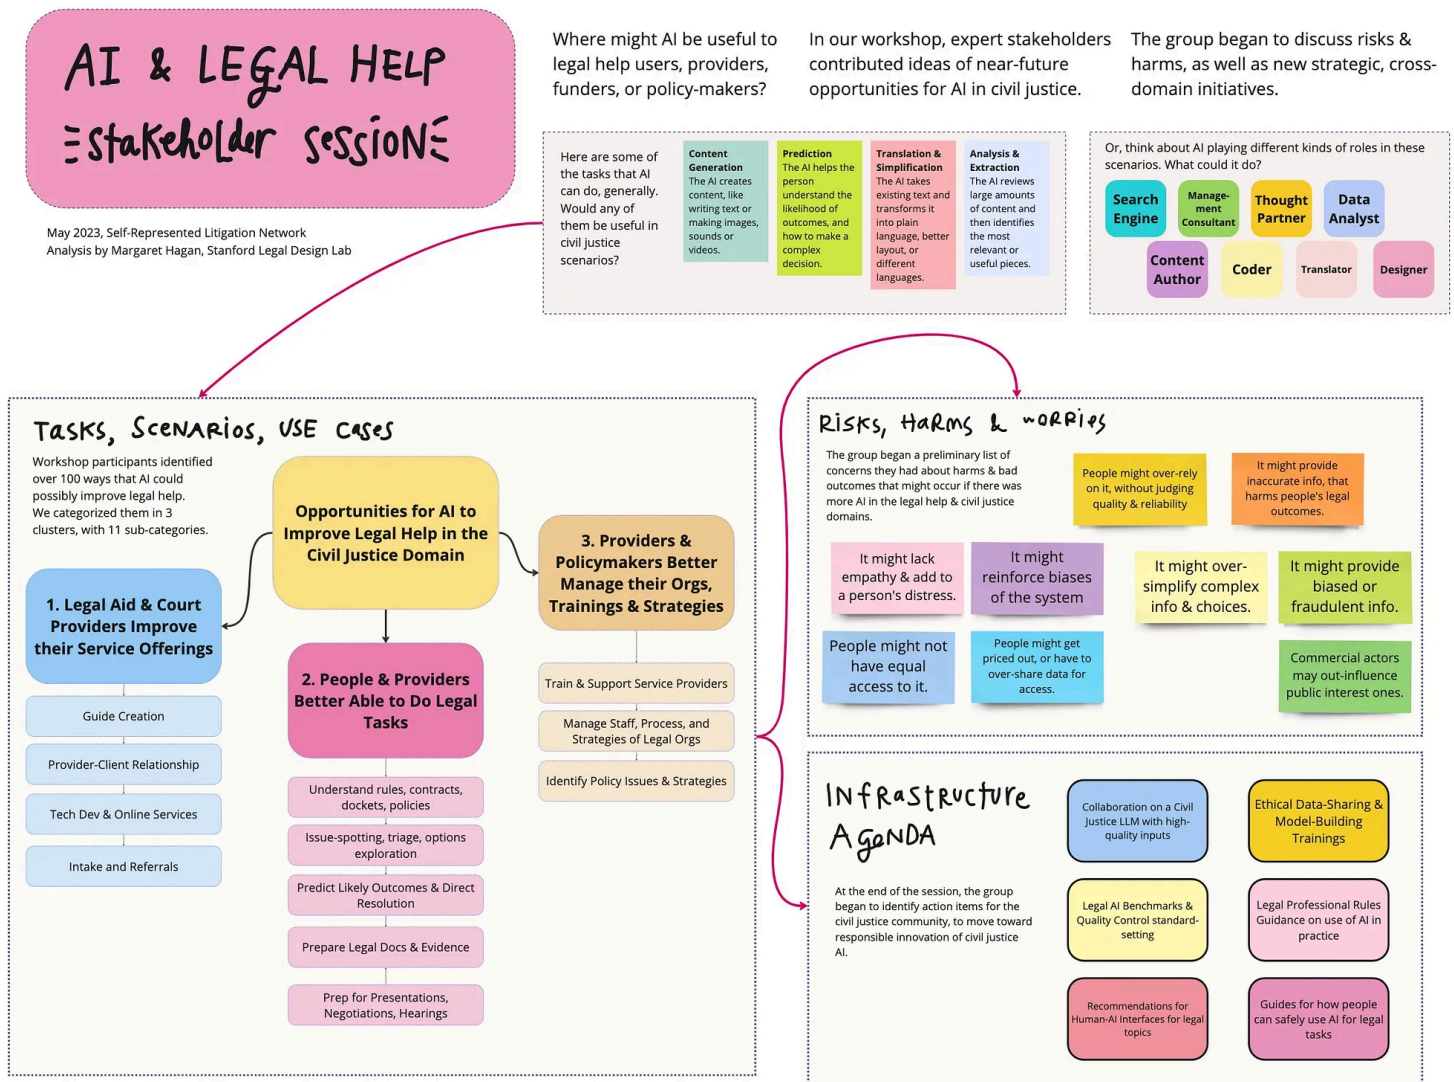 AI & LEGAL HELP
stakeholder session
May 2023, Self-Represented Litigation Network
Analysis by Margaret Hagan, Stanford Legal Design Lab
Where might AI be useful to
legal help users, providers,
funders, or policy-makers?
In our workshop, expert stakeholders
contributed ideas of near-future
opportunities for AI in civil justice.
The group began to discuss risks &
harms, as well as new strategic, cross-
domain initiatives.
Here are some of
the tasks that AI
can do, generally.
Would any of
them be useful in
civil justice
scenarios?
Content
Generation
The AI creates
content, like
writing text or
making images,
sounds or
videos.
Prediction
The AI helps the
person
understand the
likelihood of
outcomes, and
how to make a
complex
decision.
Translation &
Simplification
The AI takes
existing text and
transforms it
into plain
language, better
layout, or
different
languages.
Analysis &
Extraction
The AI reviews
large amounts
of content and
then identifies
the most
relevant or
useful pieces.
Or, think about AI playing different kinds of roles in these
scenarios. What could it do?
Search
Engine
Manage-
ment
Consultant
Thought
Partner
Data
Analyst
Content
Author
Coder
Translator
Designer
Tasks, Scenarios, Use Cases
Workshop participants identified
over 100 ways that AI could
possibly improve legal help.
We categorized them in 3
clusters, with 11 sub-categories.
Opportunities for AI to
Improve Legal Help in the
Civil Justice Domain
1. Legal Aid & Court
Providers Improve
their Service Offerings
Guide Creation
Provider-Client Relationship
Tech Dev & Online Services
Intake and Referrals
2. People & Providers
Better Able to Do Legal
Tasks
Understand rules, contracts,
dockets, policies
Issue-spotting, triage, options
exploration
Predict Likely Outcomes & Direct
Resolution
Prepare Legal Docs & Evidence
Prep for Presentations,
Negotiations, Hearings
3. Providers &
Policymakers Better
Manage their Orgs,
Trainings & Strategies
Train & Support Service Providers
Manage Staff, Process, and
Strategies of Legal Orgs
Identify Policy Issues & Strategies
Risks, Harms & worries
The group began a preliminary list of
concerns they had about harms & bad
outcomes that might occur if there was
more AI in the legal help & civil justice
domains.
People might over-rely
on it, without judging
quality & reliability
It might provide
inaccurate info, that
harms people's legal
outcomes.
It might lack
empathy & add to
a person's distress.
It might
reinforce biases
of the system
It might over-
simplify complex
info & choices.
It might provide
biased or
fraudulent info.
People might not
have equal
access to it.
People might get
priced out, or have to
over-share data for
access.
Commercial actors
may out-influence
public interest ones.
Infrastructure
Agenda
At the end of the session, the group
began to identify action items for the
civil justice community, to move toward
responsible innovation of civil justice
AI.
Collaboration on a Civil
Justice LLM with high-
quality inputs
Ethical Data-Sharing &
Model-Building
Trainings
Legal AI Benchmarks &
Quality Control standard-
setting
Legal Professional Rules
Guidance on use of AI in
practice
Recommendations for
Human-AI Interfaces for legal
topics
Guides for how people
can safely use AI for legal
tasks